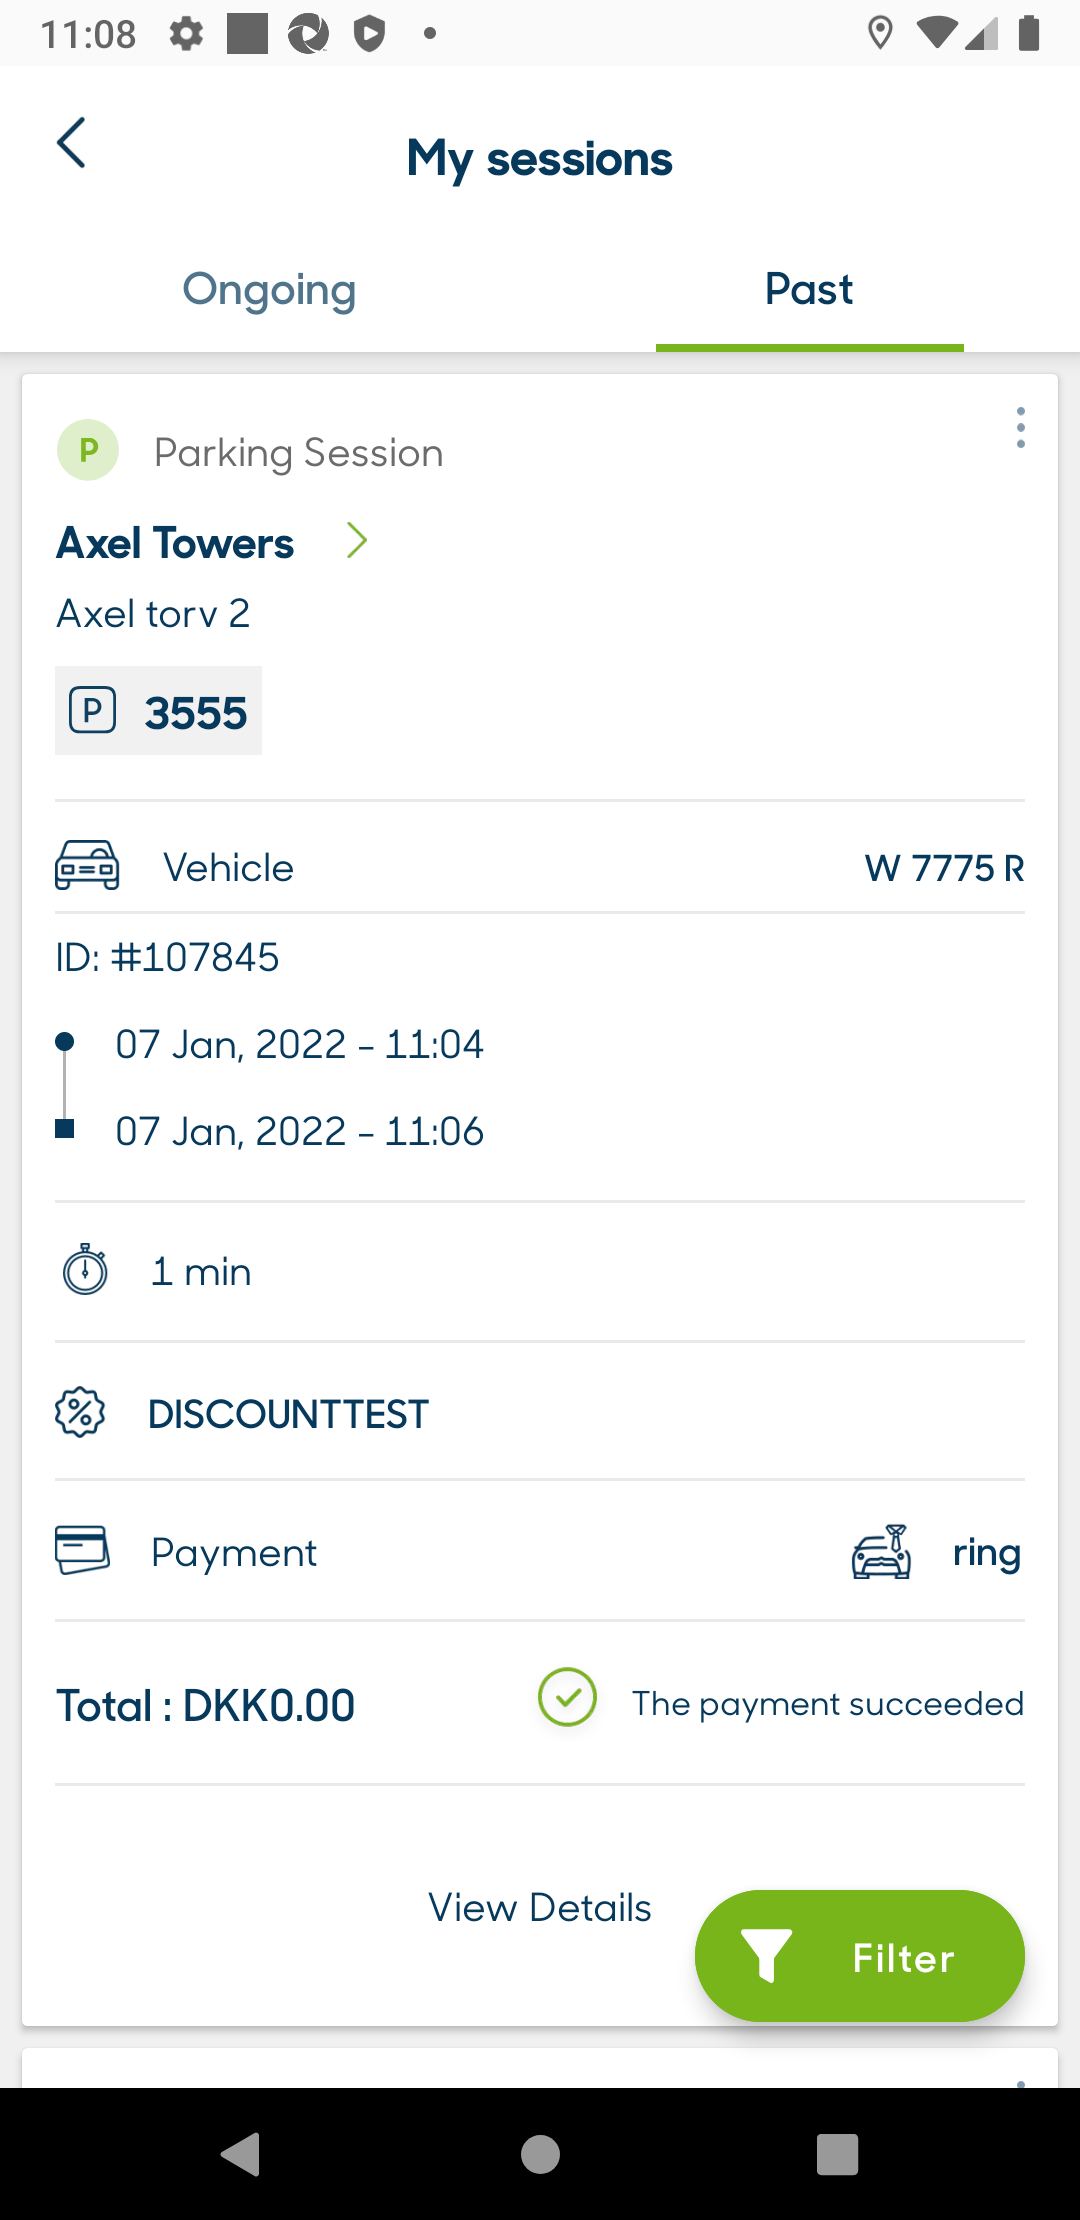 11:08
My sessions
Ongoing
Past
P Parking Session
Axel Towers
Axel torv 2
P 3555
Vehicle
W 7775 R
ID: #107845
07 Jan, 2022 - 11:04
07 Jan, 2022 - 11:06
1 min
DISCOUNTTEST
Payment
ring
Total : DKK0.00
The payment succeeded
View Details
Filter